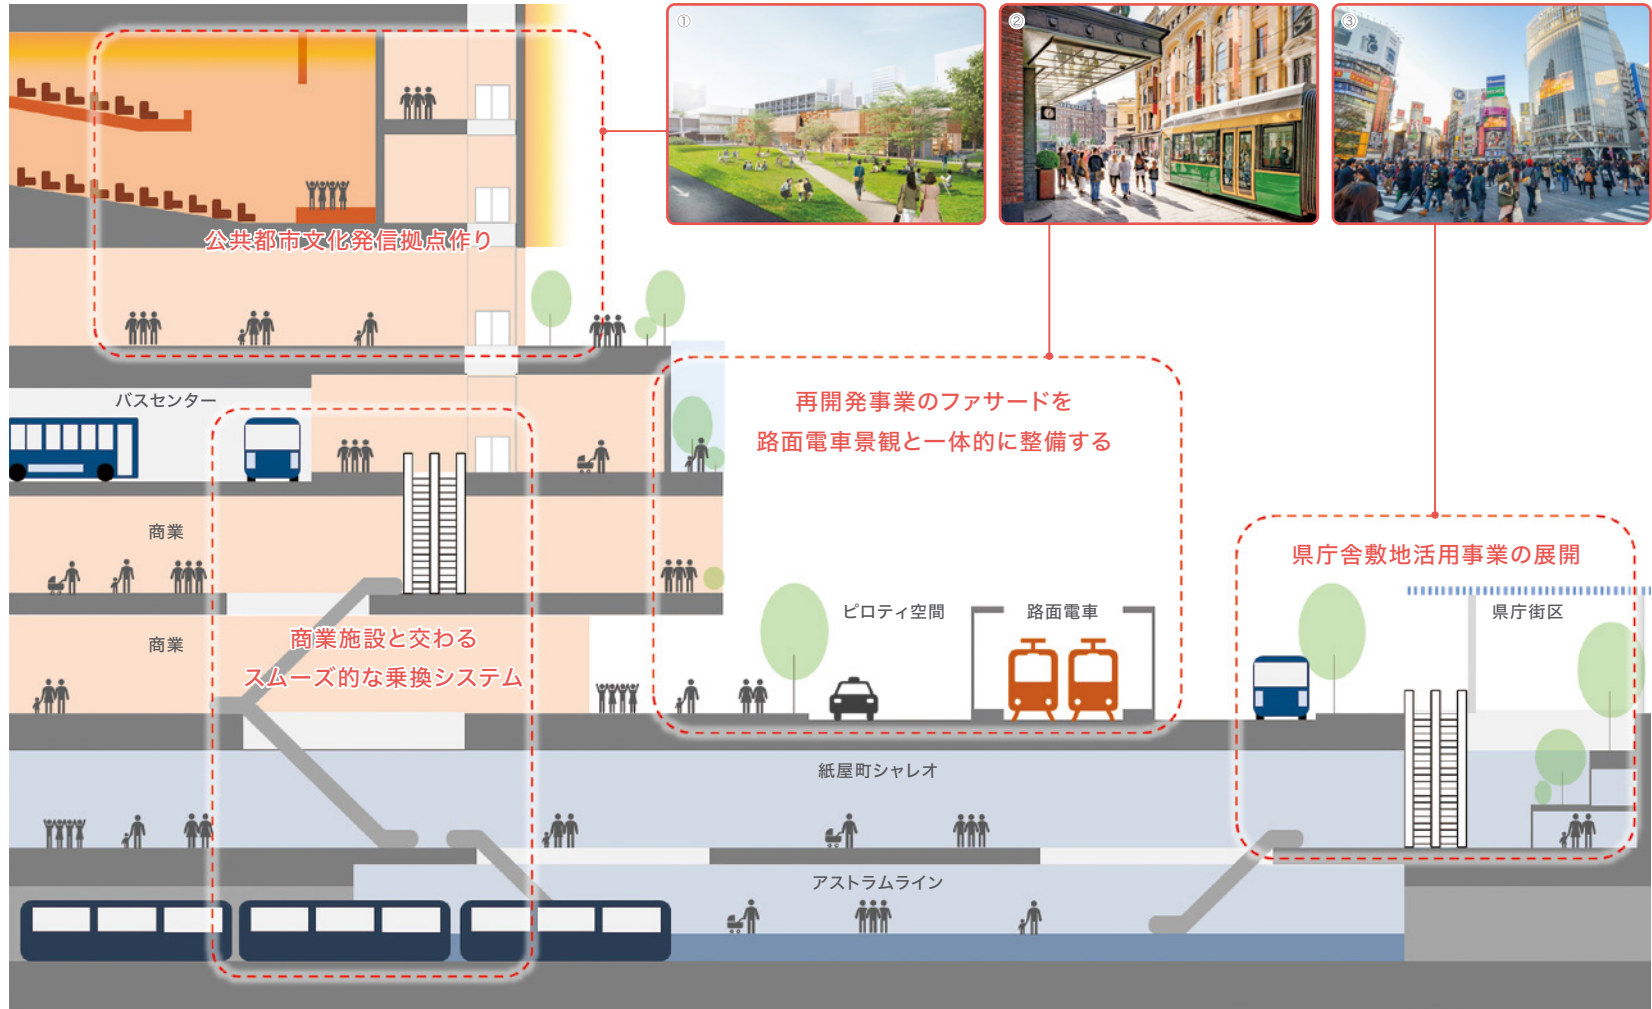 ①
②
③
公共都市文化発信拠点作り
バスセンター
再開発事業のファサードを
路面電車景観と一体的に整備する
商業
県庁舎敷地活用事業の展開
ピロティ空間
路面電車
県庁街区
商業
商業施設と交わる
スムーズ的な乗換システム
紙屋町シャレオ
アストラムライン